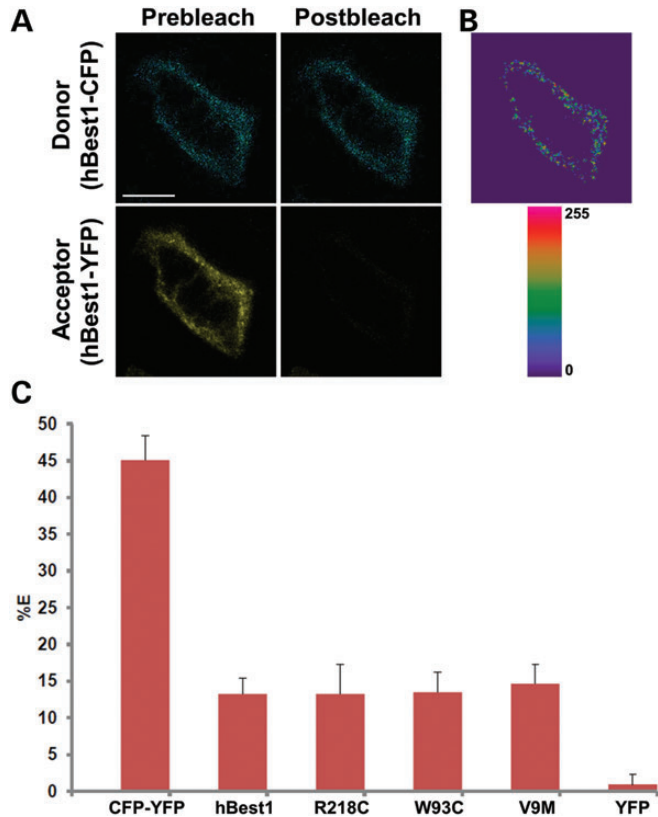 A
Prebleach
Postbleach
B
Donor
(hBest1-CFP)
Acceptor
(hBest1-YFP)
255
0
C
50
45
40
35
30
25
20
15
10
5
0
%E
CFP-YFP
hBest1
R218C
W93C
V9M
YFP